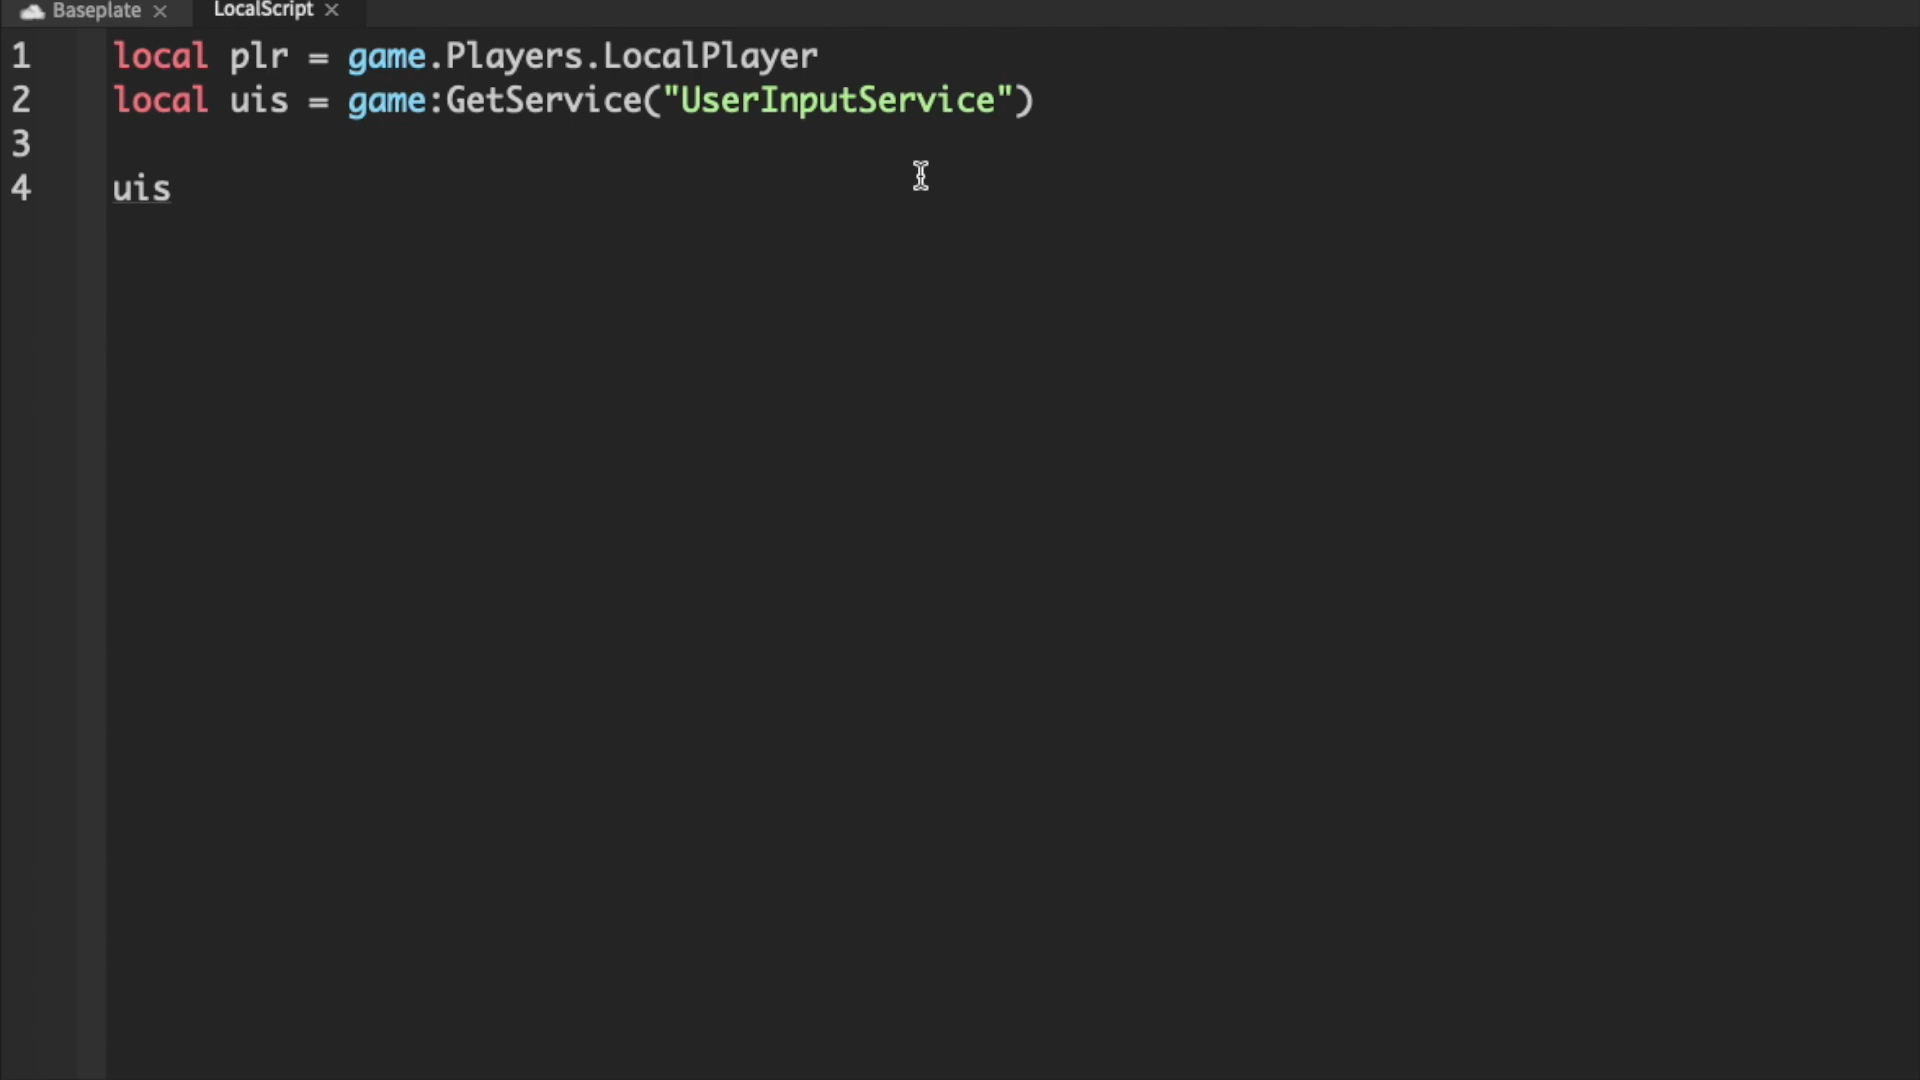 Baseplate LocalScript
1 local plr = game.Players.LocalPlayer
2 local uis = game:GetService("UserInputService")
3
4 uis